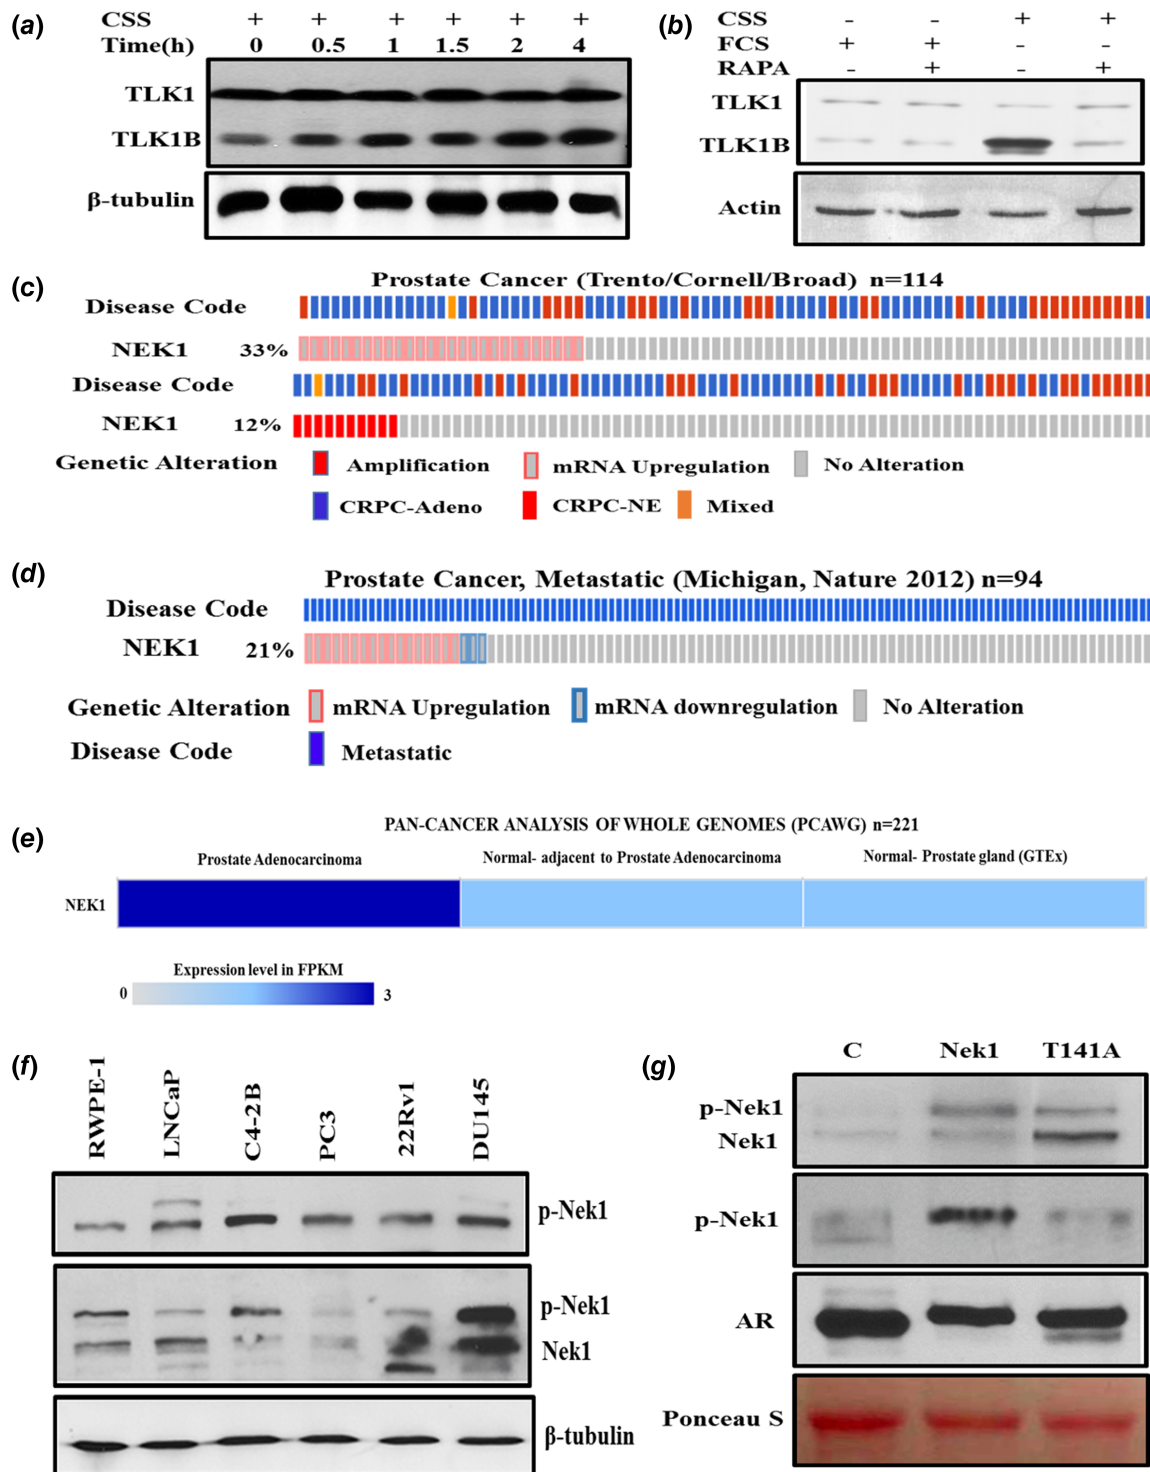 (a)
CSS + + + + + +
Time(h) 0 0.5 1 1.5 2 4
TLK1
TLK1B
β-tubulin
(b)
CSS - - + +
FCS + + - -
RAPA - + - +
TLK1
TLK1B
Actin
(c)
Prostate Cancer (Trento/Cornell/Broad) n=114
Disease Code
NEK1 33%
Disease Code
NEK1 12%
Genetic Alteration Amplification mRNA Upregulation No Alteration
CRPC-Adeno CRPC-NE Mixed
(d)
Prostate Cancer, Metastatic (Michigan, Nature 2012) n=94
Disease Code
NEK1 21%
Genetic Alteration mRNA Upregulation mRNA downregulation No Alteration
Disease Code Metastatic
(e)
PAN-CANCER ANALYSIS OF WHOLE GENOMES (PCAWG) n=221
Prostate Adenocarcinoma Normal- adjacent to Prostate Adenocarcinoma Normal- Prostate gland (GTEx)
NEK1
Expression level in FPKM
0 3
(f)
RWPE-1 LNCaP C4-2B PC3 22Rv1 DU145
p-Nek1
p-Nek1
Nek1
β-tubulin
(g)
C Nek1 T141A
p-Nek1
Nek1
p-Nek1
AR
Ponceau S